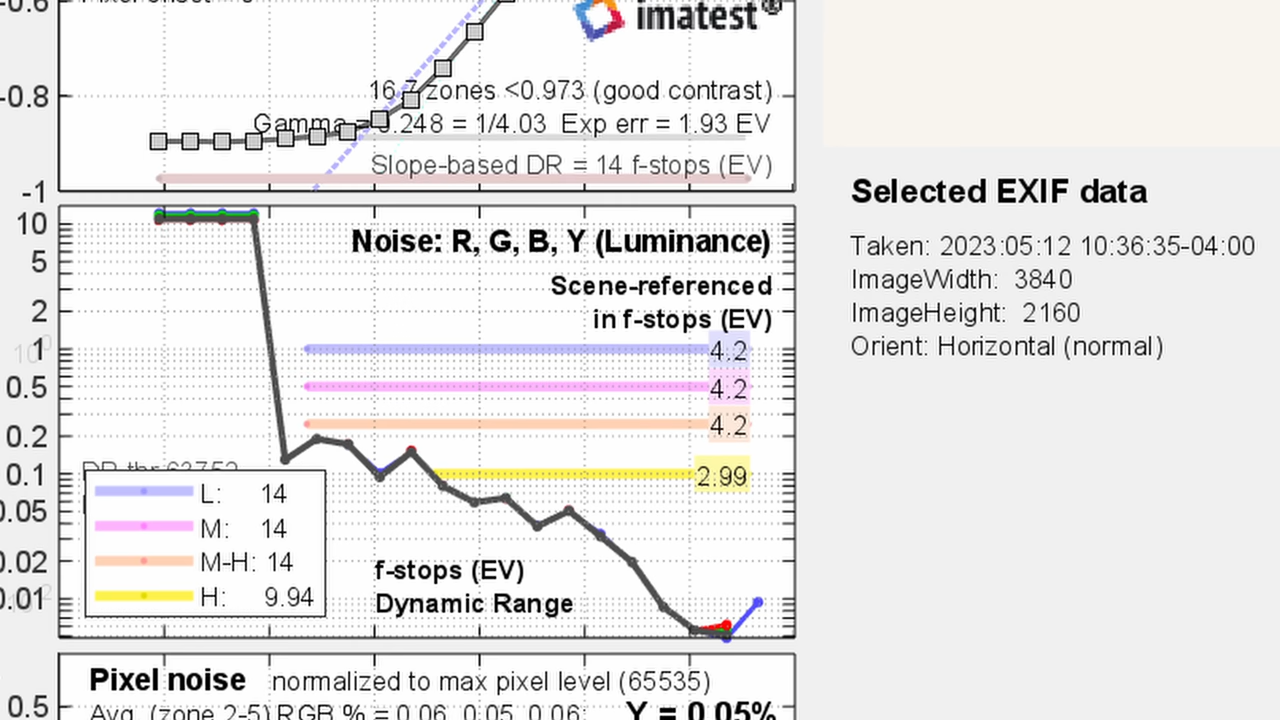 -0.6
imatest®
-0.8
16.7 zones <0.973 (good contrast)
Gamma = 0.248 = 1/4.03 Exp err = 1.93 EV
Slope-based DR = 14 f-stops (EV)
-1
Selected EXIF data
Taken: 2023:05:12 10:36:35-04:00
ImageWidth: 3840
ImageHeight: 2160
Orient: Horizontal (normal)
10
Noise: R, G, B, Y (Luminance)
5
Scene-referenced
2
in f-stops (EV)
1
4.2
0.5
4.2
4.2
0.2
0.1
2.99
L: 14
0.05
M: 14
0.02
M-H: 14
f-stops (EV)
0.01
H: 9.94
Dynamic Range
Pixel noise normalized to max pixel level (65535)
0.5
Avg. (zone 2-5) RGB % = 0.06 0.05 0.06; Y = 0.05%